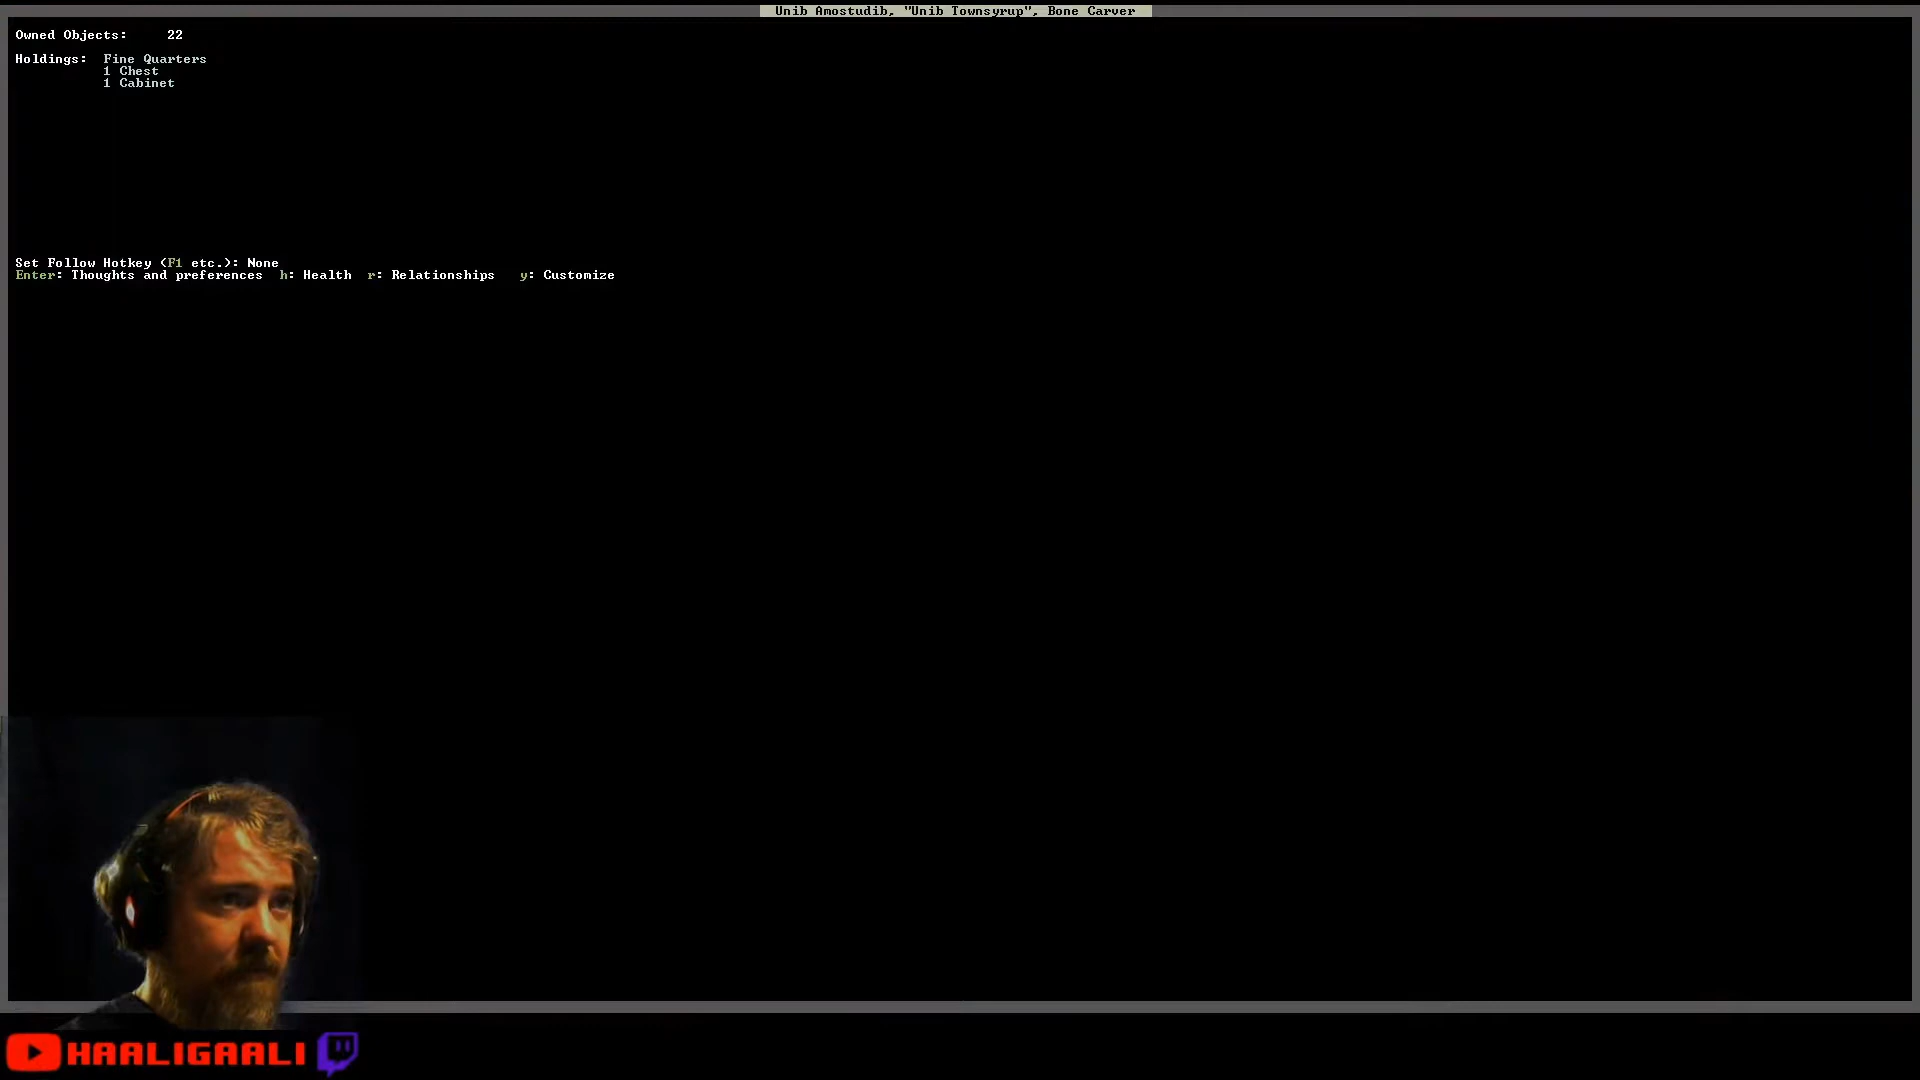 Unib Amostudib, "Unib Townsyrup", Bone Carver
Owned Objects: 22
Holdings: Fine Quarters
1 Chest
1 Cabinet
Set Follow Hotkey (F1 etc.): None
Enter: Thoughts and preferences h: Health r: Relationships y: Customize
HAALIGAALI